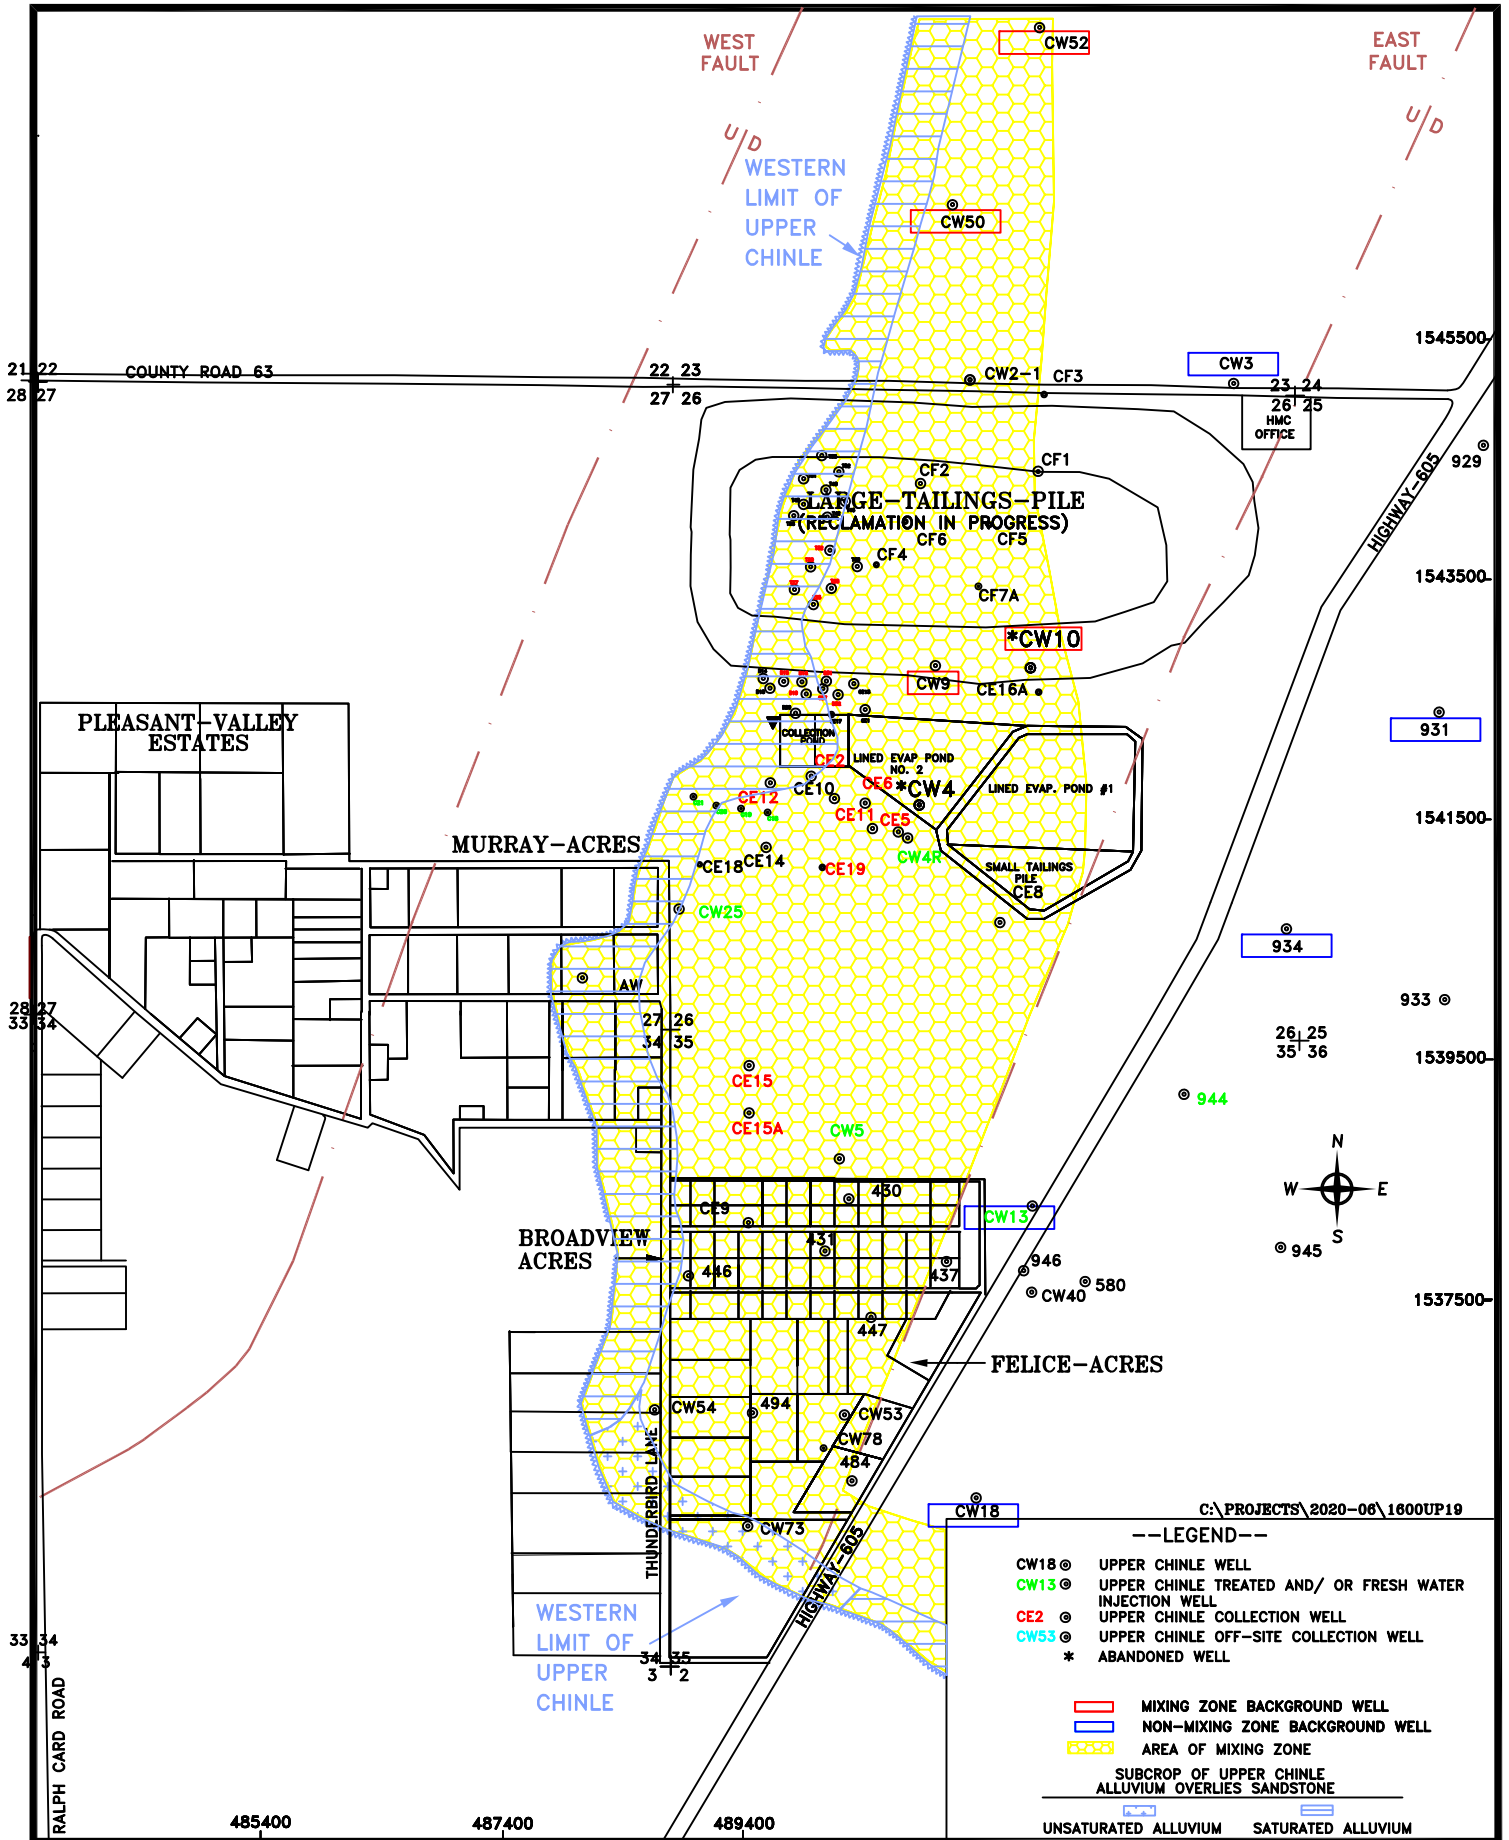 WEST
FAULT
EAST
FAULT
CW52
U/D
U/D
WESTERN
LIMIT OF
UPPER
CHINLE
CW50
1545500
21 22
28 27
COUNTY ROAD 63
22 23
27 26
CW2-1
CF3
CW3
23 24
26 25
HMC
OFFICE
929
HIGHWAY-605
CF1
CF2
LARGE-TAILINGS-PILE
(RECLAMATION IN PROGRESS)
CF6
CF5
CF4
CF7A
1543500
*CW10
CW9
CE16A
931
PLEASANT-VALLEY
ESTATES
COLLECTION
POND
CE2
LINED EVAP POND
NO. 2
CE10
CE6
*CW4
LINED EVAP. POND #1
CE12
CE11
CE5
CW4R
1541500
MURRAY-ACRES
CE18
CE14
CE19
SMALL TAILINGS
PILE
CE8
CW25
934
AW
933
28 27
33 34
27 26
34 35
26 25
35 36
1539500
CE15
CE15A
CW5
944
N
W
E
S
430
CE9
CW13
BROADVIEW
ACRES
431
446
437
946
945
580
CW40
1537500
447
FELICE-ACRES
CW54
494
CW53
CW78
484
THUNDERBIRD LANE
CW73
CW18
HIGHWAY-605
C:\PROJECTS\2020-06\1600UP19
--LEGEND--
CW18 UPPER CHINLE WELL
CW13 UPPER CHINLE TREATED AND/ OR FRESH WATER
INJECTION WELL
CE2 UPPER CHINLE COLLECTION WELL
CW53 UPPER CHINLE OFF-SITE COLLECTION WELL
* ABANDONED WELL
MIXING ZONE BACKGROUND WELL
NON-MIXING ZONE BACKGROUND WELL
AREA OF MIXING ZONE
SUBCROP OF UPPER CHINLE
ALLUVIUM OVERLIES SANDSTONE
UNSATURATED ALLUVIUM SATURATED ALLUVIUM
WESTERN
LIMIT OF
UPPER
CHINLE
33 34
4 3
34 35
3 2
RALPH CARD ROAD
485400
487400
489400